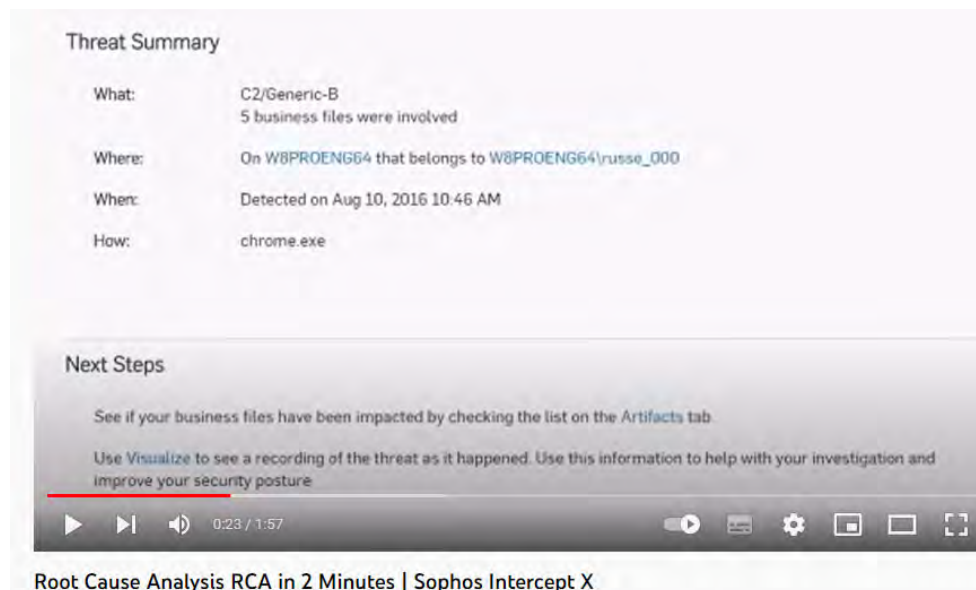 Threat Summary
What:
C2/Generic-B
5 business files were involved
Where:
On W8PROENG64 that belongs to W8PROENG64\russe_000
When:
Detected on Aug 10, 2016 10:46 AM
How:
chrome.exe
Next Steps
See if your business files have been impacted by checking the list on the Artifacts tab
Use Visualize to see a recording of the threat as it happened. Use this information to help with your investigation and
improve your security posture
0:23 / 1:57
Root Cause Analysis RCA in 2 Minutes | Sophos Intercept X